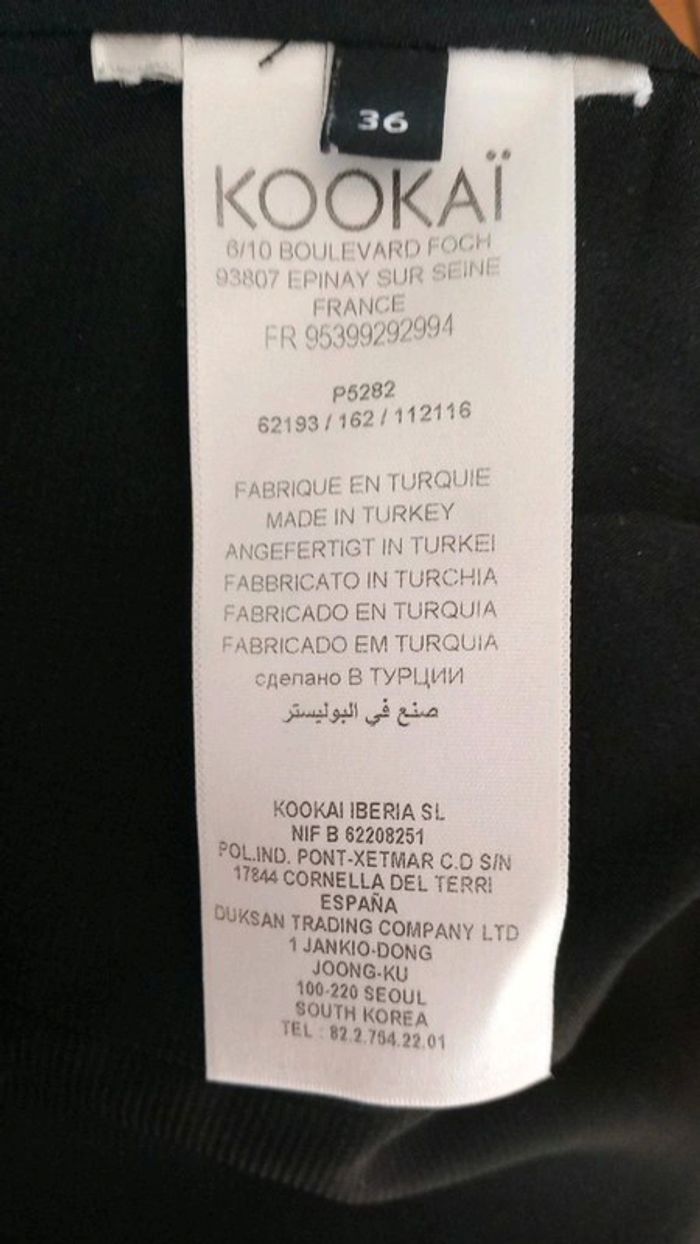 36
KOOKAÏ
6/10 BOULEVARD FOCH
93807 EPINAY SUR SEINE
FRANCE
FR 95399292994
P5282
62193 / 162 / 112116
FABRIQUE EN TURQUIE
MADE IN TURKEY
ANGEFERTIGT IN TURKEI
FABBRICATO IN TURCHIA
FABRICADO EN TURQUIA
FABRICADO EM TURQUIA
сделано В ТУРЦИИ
صنع في البوليستر
KOOKAI IBERIA SL
NIF B 62208251
POL.IND. PONT-XETMAR C.D S/N
17844 CORNELLA DEL TERRI
ESPAÑA
DUKSAN TRADING COMPANY LTD
1 JANKIO-DONG
JOONG-KU
100-220 SEOUL
SOUTH KOREA
TEL : 82.2.754.22.01